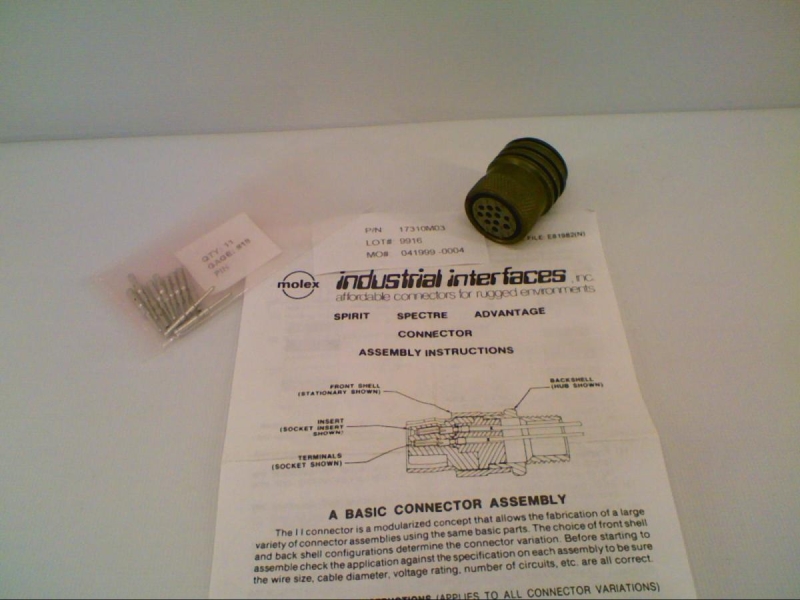 P/N 17310M03
LOT# 9916
MO# 041999 -0004
FILE: E81982(N)
QTY. 11
GAGE: #16
PIN
molex industrial interfaces, inc.
affordable connectors for rugged environments
SPIRIT SPECTRE ADVANTAGE
CONNECTOR
ASSEMBLY INSTRUCTIONS
FRONT SHELL
(STATIONARY SHOWN)
BACKSHELL
(HUB SHOWN)
INSERT
(SOCKET INSERT
SHOWN)
TERMINALS
(SOCKET SHOWN)
A BASIC CONNECTOR ASSEMBLY
The I I connector is a modularized concept that allows the fabrication of a large
variety of connector assemblies using the same basic parts. The choice of front shell
and back shell configurations determine the connector variation. Before starting to
assemble check the application against the specification on each assembly to be sure
the wire size, cable diameter, voltage rating, number of circuits, etc. are all correct.
(APPLIES TO ALL CONNECTOR VARIATIONS)